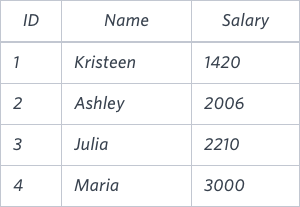 ID Name Salary
1 Kristeen 1420
2 Ashley 2006
3 Julia 2210
4 Maria 3000